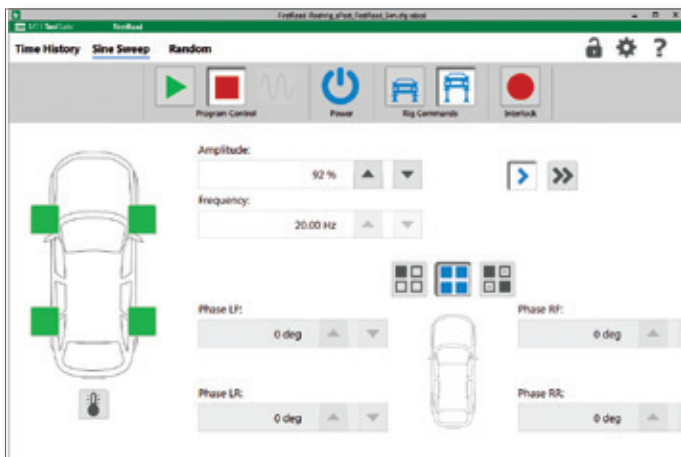 Time History Sine Sweep Random
Program Control Power Rig Commands Interlock
Amplitude:
92 %
Frequency:
20.00 Hz
Phase LF:
0 deg
Phase RF:
0 deg
Phase LR:
0 deg
Phase RR:
0 deg